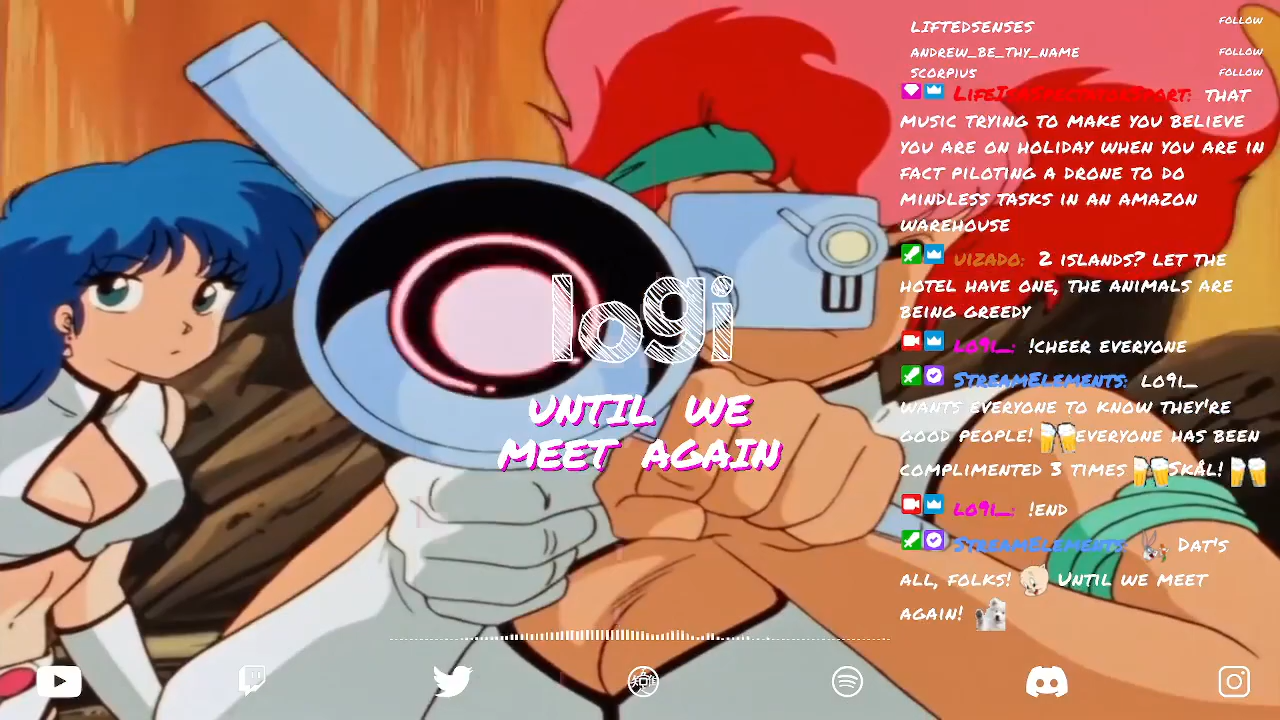 LIFTEDSENSES FOLLOW
ANDREW_BE_THY_NAME FOLLOW
SCORPIUS FOLLOW
LIFEISASPECTATORSPORT: THAT
MUSIC TRYING TO MAKE YOU BELIEVE
YOU ARE ON HOLIDAY WHEN YOU ARE IN
FACT PILOTING A DRONE TO DO
MINDLESS TASKS IN AN AMAZON
WAREHOUSE
UIZADO: 2 ISLANDS? LET THE
HOTEL HAVE ONE, THE ANIMALS ARE
BEING GREEDY
LO9I_: !CHEER EVERYONE
STREAMELEMENTS: LO9I_
WANTS EVERYONE TO KNOW THEY'RE
GOOD PEOPLE! EVERYONE HAS BEEN
COMPLIMENTED 3 TIMES SKÅL!
LO9I_: !END
STREAMELEMENTS: DAT'S
ALL, FOLKS! UNTIL WE MEET
AGAIN!
lo9i
UNTIL WE
MEET AGAIN